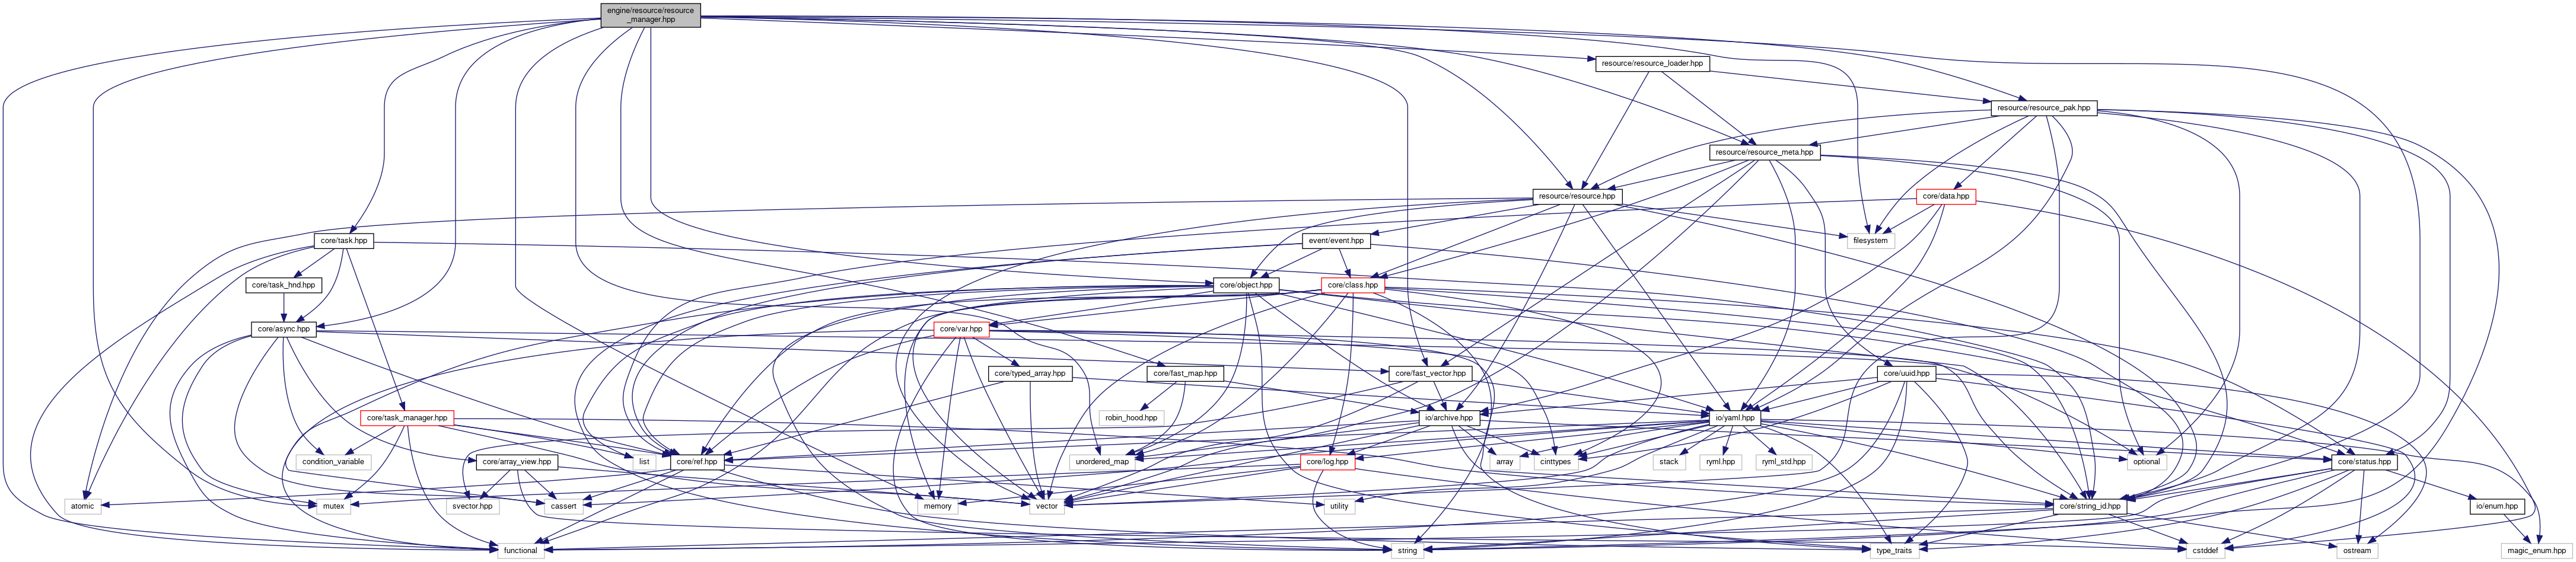 engine/resource/resource
_manager.hpp
resource/resource_loader.hpp
resource/resource_pak.hpp
resource/resource_meta.hpp
resource/resource.hpp
core/data.hpp
core/task.hpp
event/event.hpp
filesystem
core/task_hnd.hpp
core/object.hpp
core/class.hpp
core/async.hpp
core/var.hpp
core/typed_array.hpp
core/fast_map.hpp
core/fast_vector.hpp
core/uuid.hpp
core/task_manager.hpp
robin_hood.hpp
io/archive.hpp
io/yaml.hpp
condition_variable
core/array_view.hpp
list
core/ref.hpp
unordered_map
core/log.hpp
array
cinttypes
stack
ryml.hpp
ryml_std.hpp
optional
core/status.hpp
atomic
mutex
svector.hpp
cassert
memory
vector
utility
core/string_id.hpp
io/enum.hpp
functional
string
type_traits
cstddef
ostream
magic_enum.hpp